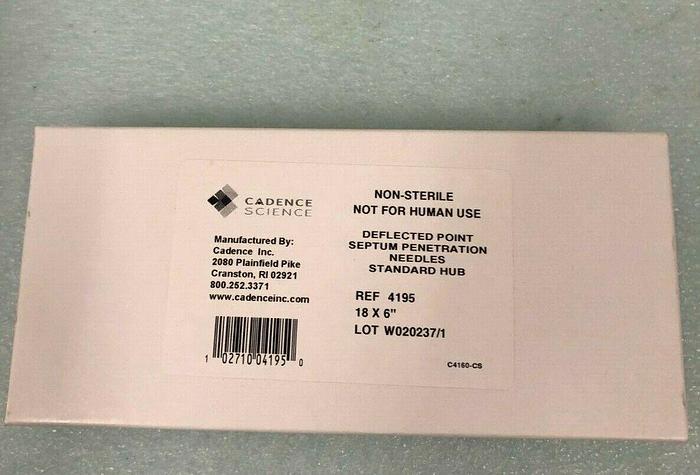 CADENCE
SCIENCE
Manufactured By:
Cadence Inc.
2080 Plainfield Pike
Cranston, RI 02921
800.252.3371
www.cadenceinc.com
1 02710 04195 0
NON-STERILE
NOT FOR HUMAN USE
DEFLECTED POINT
SEPTUM PENETRATION
NEEDLES
STANDARD HUB
REF 4195
18 X 6"
LOT W020237/1
C4160-CS